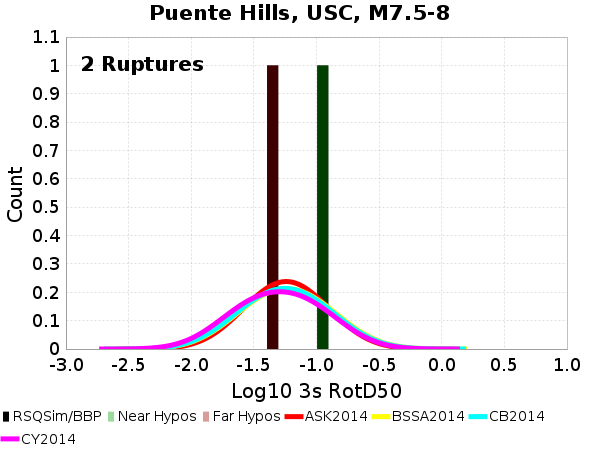 Puente Hills, USC, M7.5-8
2 Ruptures
Count
1.1
1
0.9
0.8
0.7
0.6
0.5
0.4
0.3
0.2
0.1
0
-3.0 -2.5 -2.0 -1.5 -1.0 -0.5 0.0 0.5 1.0
Log10 3s RotD50
RSQSim/BBP Near Hypos Far Hypos ASK2014 BSSA2014 CB2014
CY2014